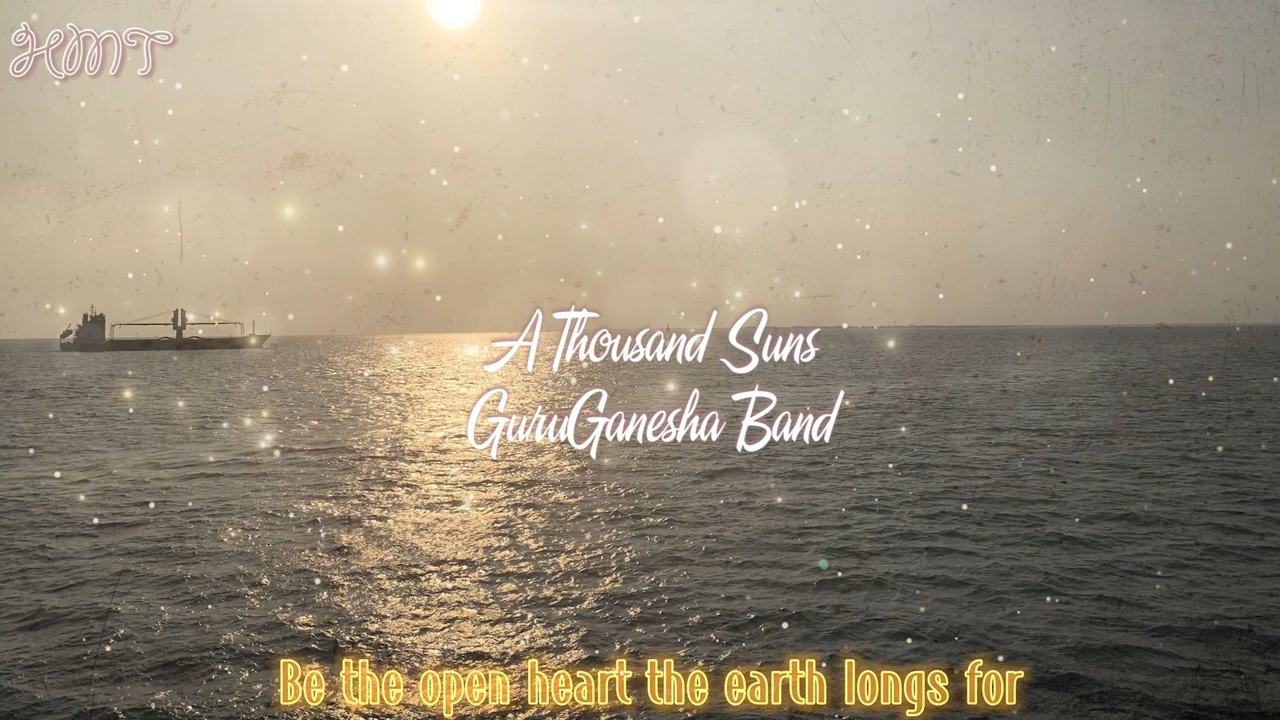 HMT
A Thousand Suns
GuruGanesha Band
Be the open heart the earth longs for